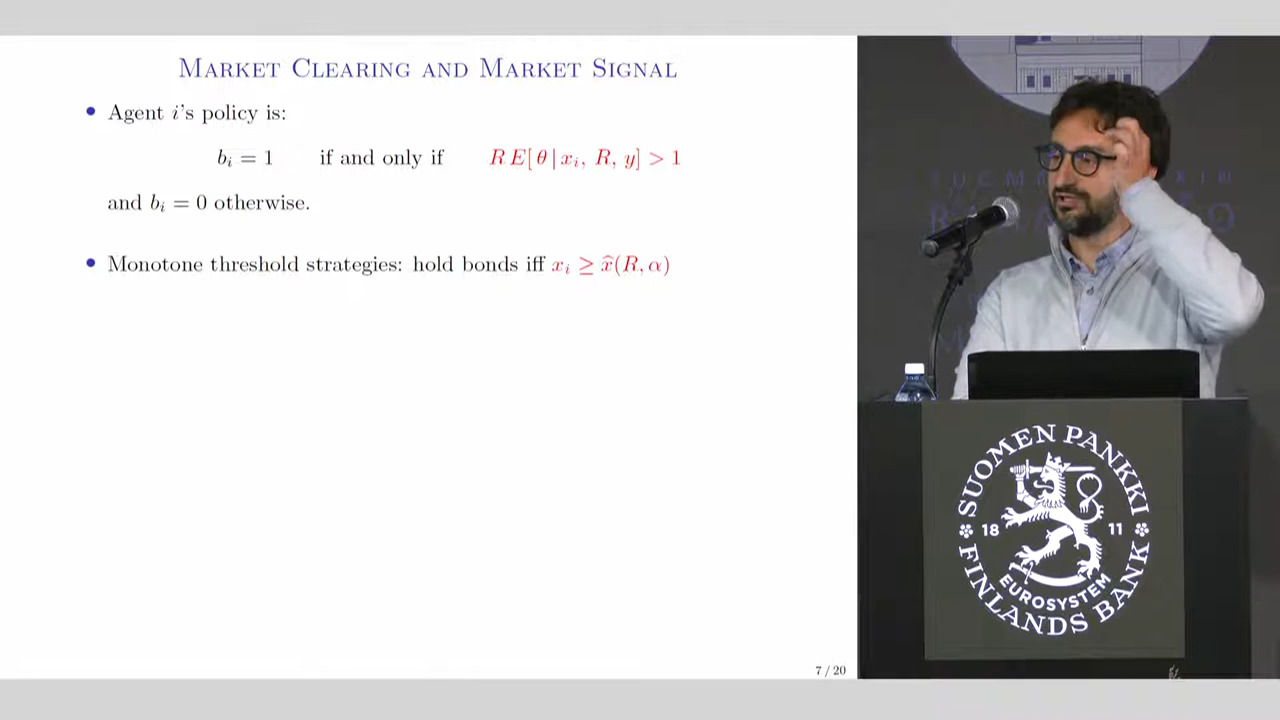 Market Clearing and Market Signal
• Agent i's policy is:
b_i = 1 if and only if R E[θ | x_i, R, y] > 1
and b_i = 0 otherwise.
• Monotone threshold strategies: hold bonds iff x_i ≥ x̂(R, α)
7 / 20
SUOMEN PANKKI
18 11
EUROSYSTEM
FINLANDS BANK